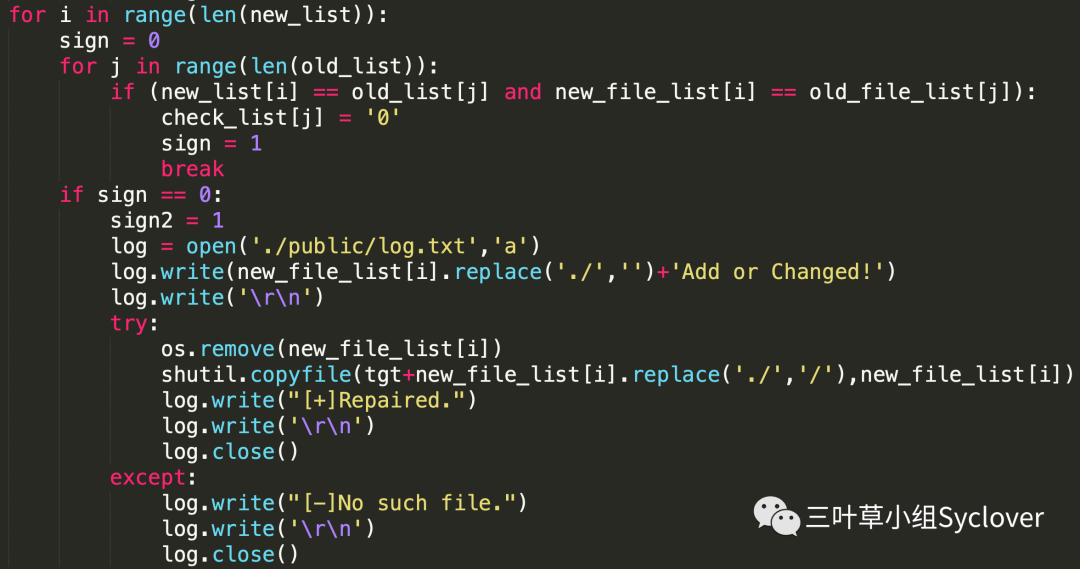 for i in range(len(new_list)):
    sign = 0
    for j in range(len(old_list)):
        if (new_list[i] == old_list[j] and new_file_list[i] == old_file_list[j]):
            check_list[j] = '0'
            sign = 1
            break
    if sign == 0:
        sign2 = 1
        log = open('./public/log.txt','a')
        log.write(new_file_list[i].replace('./','')+'Add or Changed!')
        log.write('\r\n')
        try:
            os.remove(new_file_list[i])
            shutil.copyfile(tgt+new_file_list[i].replace('./','/'),new_file_list[i])
            log.write("[+]Repaired.")
            log.write('\r\n')
            log.close()
        except:
            log.write("[-]No such file.")
            log.write('\r\n')
            log.close()
三叶草小组Syclover